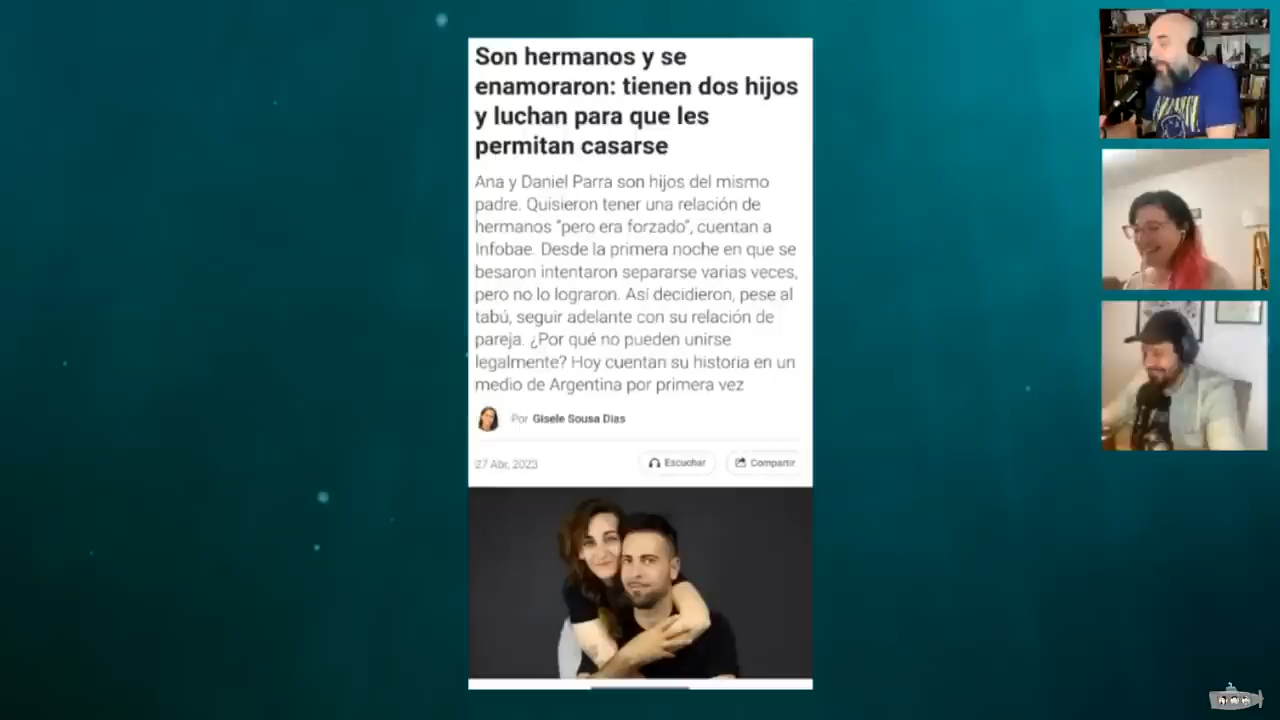 Son hermanos y se
enamoraron: tienen dos hijos
y luchan para que les
permitan casarse
Ana y Daniel Parra son hijos del mismo
padre. Quisieron tener una relación de
hermanos “pero era forzado”, cuentan a
Infobae. Desde la primera noche en que se
besaron intentaron separarse varias veces,
pero no lo lograron. Así decidieron, pese al
tabú, seguir adelante con su relación de
pareja. ¿Por qué no pueden unirse
legalmente? Hoy cuentan su historia en un
medio de Argentina por primera vez
Por Gisele Sousa Dias
27 Abr, 2023
Escuchar
Compartir